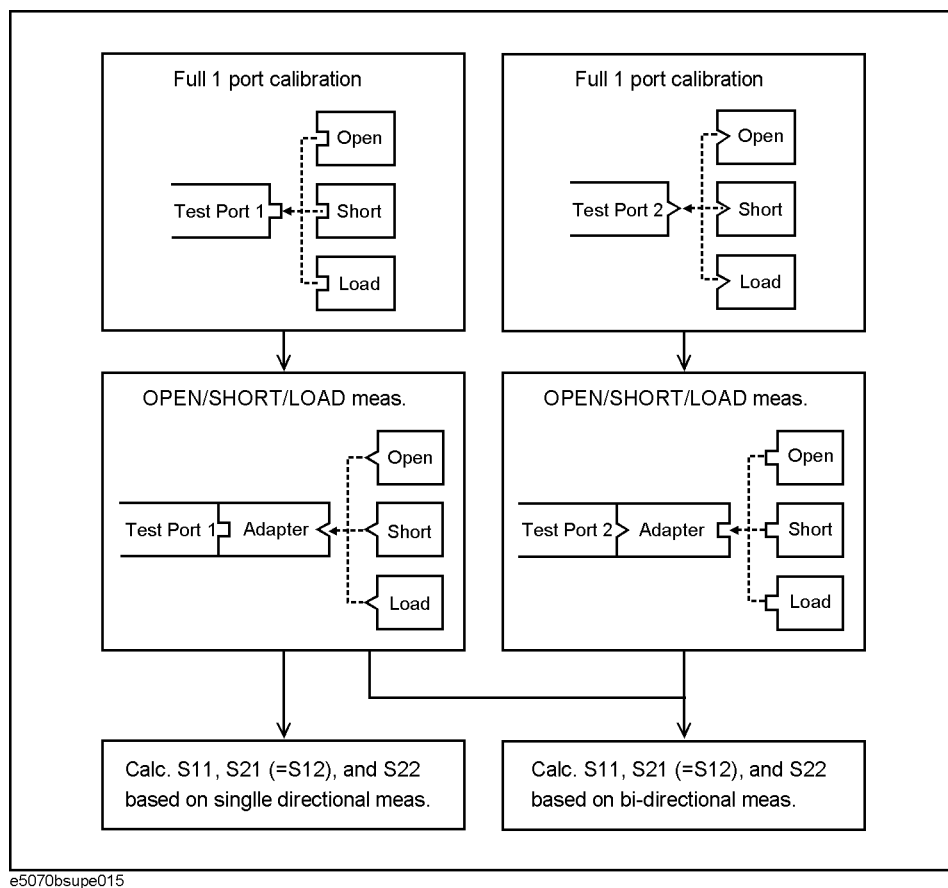 Full 1 port calibration
Open
Test Port 1
Short
Load
Full 1 port calibration
Open
Test Port 2
Short
Load
OPEN/SHORT/LOAD meas.
Open
Test Port 1
Adapter
Short
Load
OPEN/SHORT/LOAD meas.
Open
Test Port 2
Adapter
Short
Load
Calc. S11, S21 (=S12), and S22
based on singlle directional meas.
Calc. S11, S21 (=S12), and S22
based on bi-directional meas.
e5070bsupe015